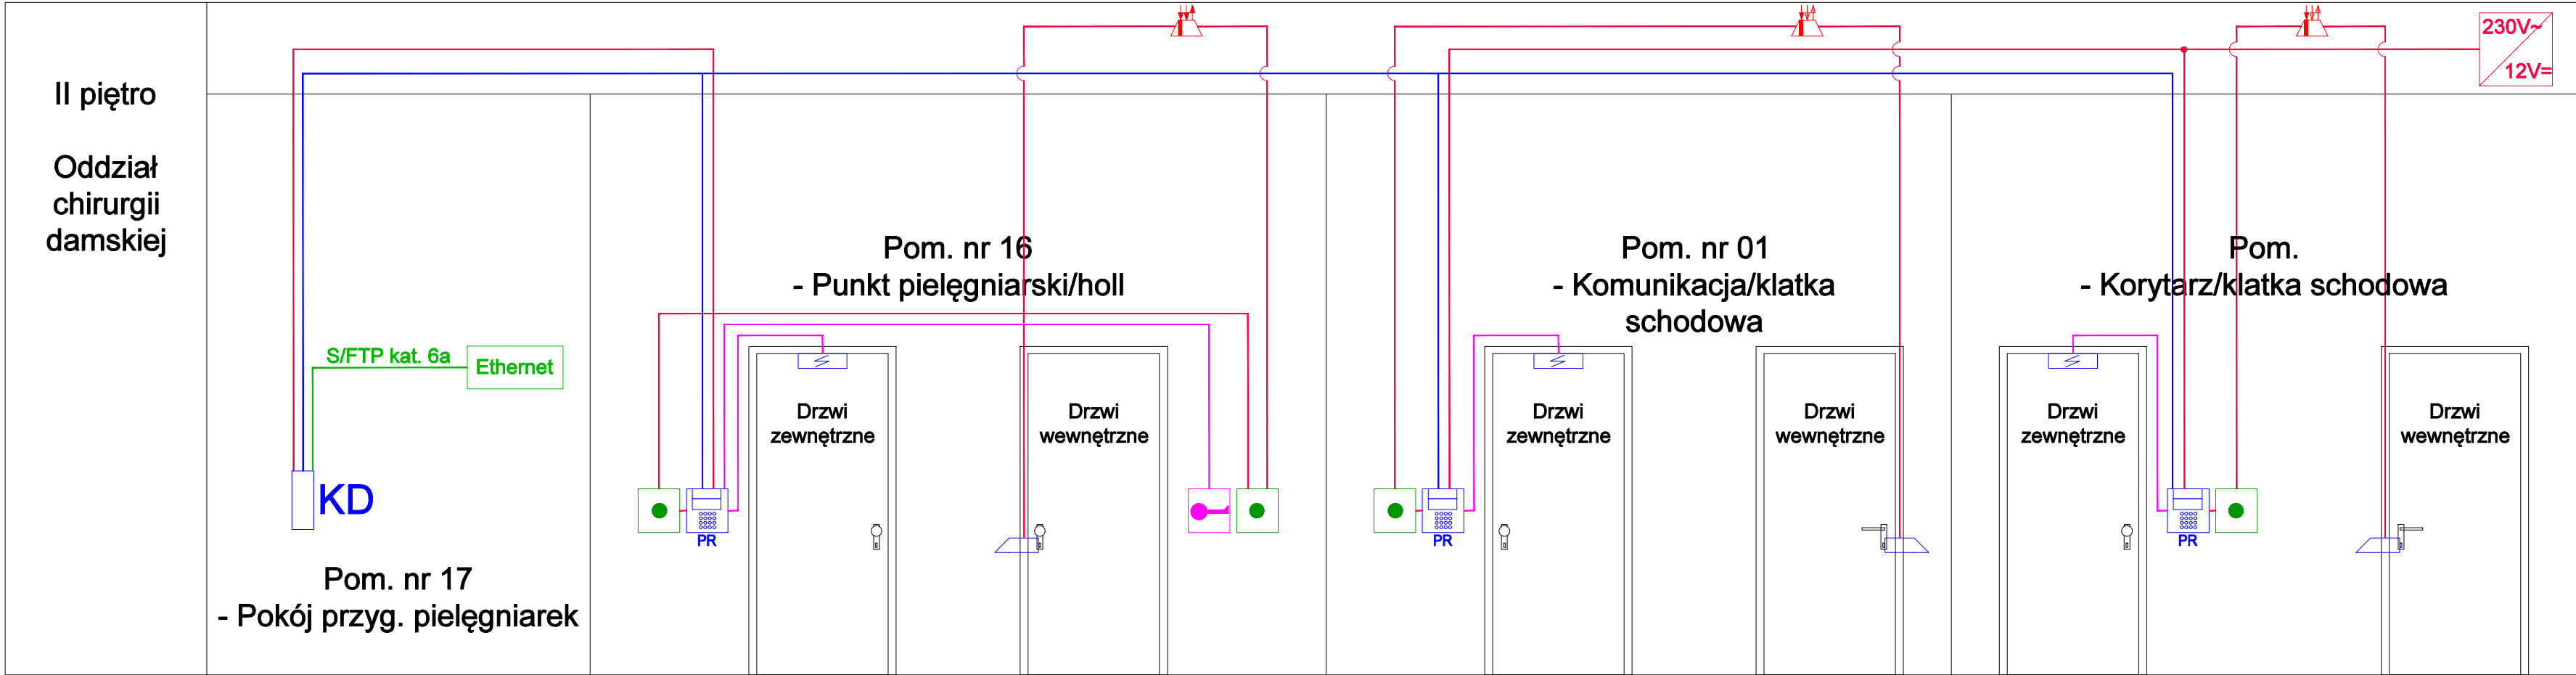 II piętro
Oddział
chirurgii
damskiej
S/FTP kat. 6a
Ethernet
KD
Pom. nr 17
- Pokój przyg. pielęgniarek
Pom. nr 16
- Punkt pielęgniarski/holl
PR
Drzwi
zewnętrzne
Drzwi
wewnętrzne
Pom. nr 01
- Komunikacja/klatka
schodowa
PR
Drzwi
zewnętrzne
Drzwi
wewnętrzne
Pom.
- Korytarz/klatka schodowa
Drzwi
zewnętrzne
PR
Drzwi
wewnętrzne
230V~
12V=